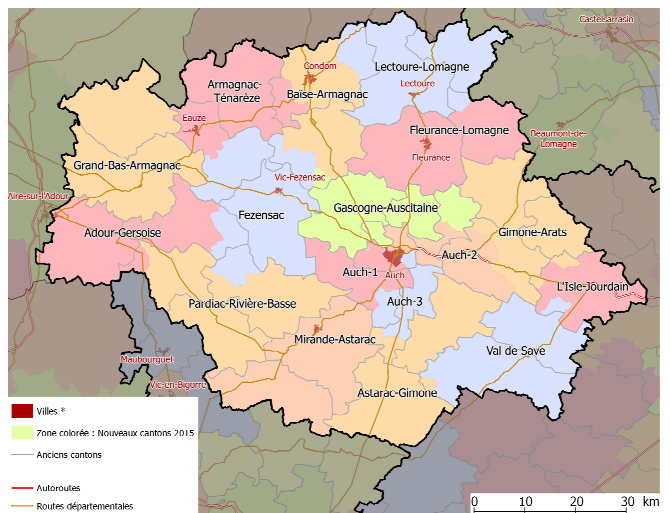 Castelsarrasin
Condom
Lectoure-Lomagne
Armagnac-
Ténarèze
Lectoure
Baïse-Armagnac
Eauze
Fleurance-Lomagne
Beaumont-de-
Lomagne
Fleurance
Grand-Bas-Armagnac
Vic-Fezensac
Aire-sur-l'Adour
Gascogne-Auscitaine
Fezensac
Adour-Gersoise
Gimone-Arats
Auch-2
Auch-1
Auch
L'Isle-Jourdain
Pardiac-Rivière-Basse
Auch-3
Mirande-Astarac
Val de Save
Maubourguet
Vic-en-Bigorre
Astarac-Gimone
Villes *
Zone colorée : Nouveaux cantons 2015
Anciens cantons
Autoroutes
Routes départementales
0 10 20 30 km